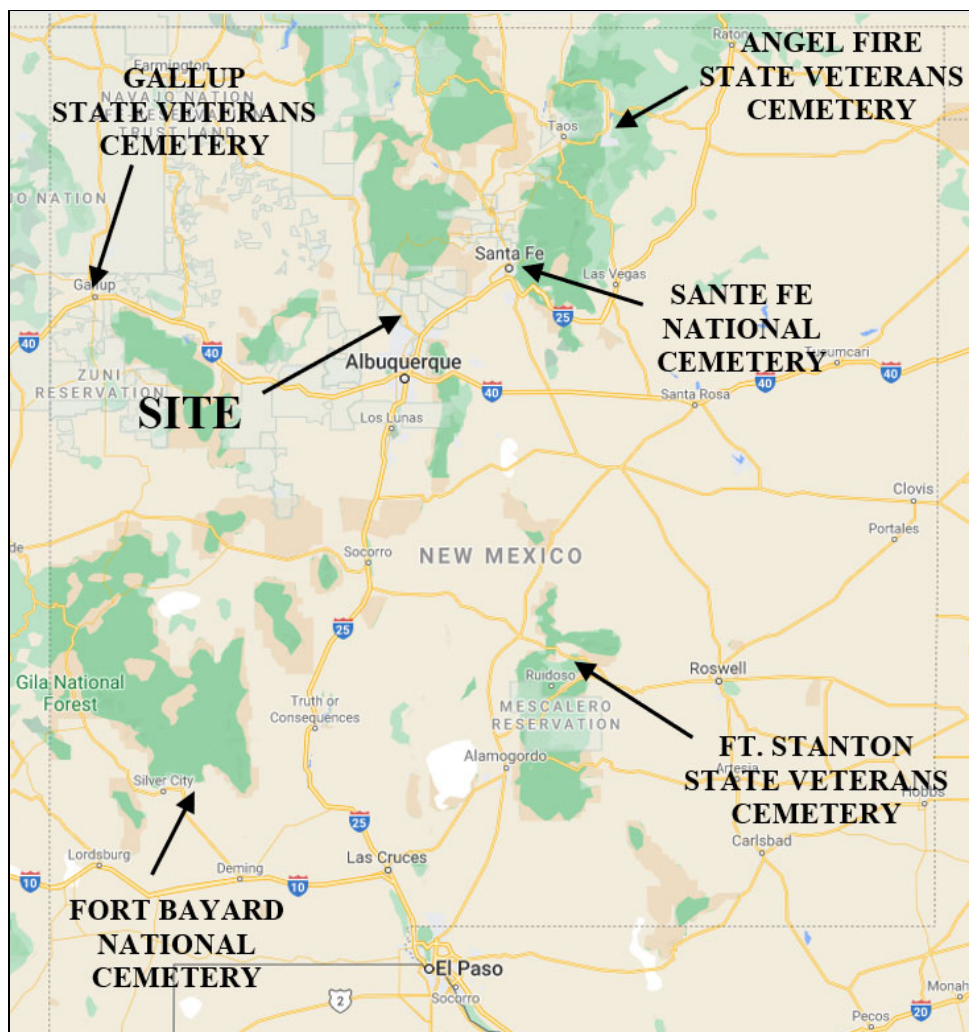 Raton
ANGEL FIRE
STATE VETERANS
CEMETERY
Farmington
GALLUP
STATE VETERANS
CEMETERY
NAVAJO NATION
TRUST LAND
Taos
NATION
Santa Fe
Las Vegas
Gallup
SANTE FE
NATIONAL
CEMETERY
25
40
40
Albuquerque
Tucumcari
ZUNI
RESERVATION
40
40
40
Santa Rosa
SITE
Los Lunas
Clovis
Portales
Socorro
NEW MEXICO
25
Gila National
Forest
Ruidoso
Roswell
Truth or
Consequences
MESCALERO
RESERVATION
FT. STANTON
STATE VETERANS
CEMETERY
Alamogordo
Artesia
Silver City
Hobbs
25
Lordsburg
Las Cruces
Carlsbad
10
Deming
10
FORT BAYARD
NATIONAL
CEMETERY
El Paso
Socorro
2
20
Pecos